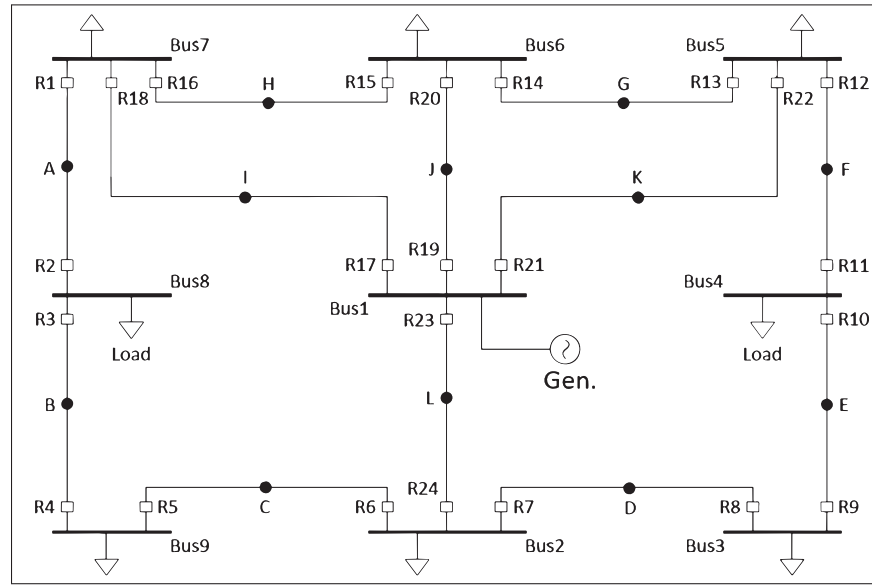 Bus7 Bus6 Bus5
R1 R18 R16 H R15 R20 R14 G R13 R22 R12
A I J K F
R2 R17 R19 R21 R11
Bus8 Bus1 Bus4
R3 R23 R10
Load Gen. Load
B L E
R4 R5 C R6 R24 R7 D R8 R9
Bus9 Bus2 Bus3